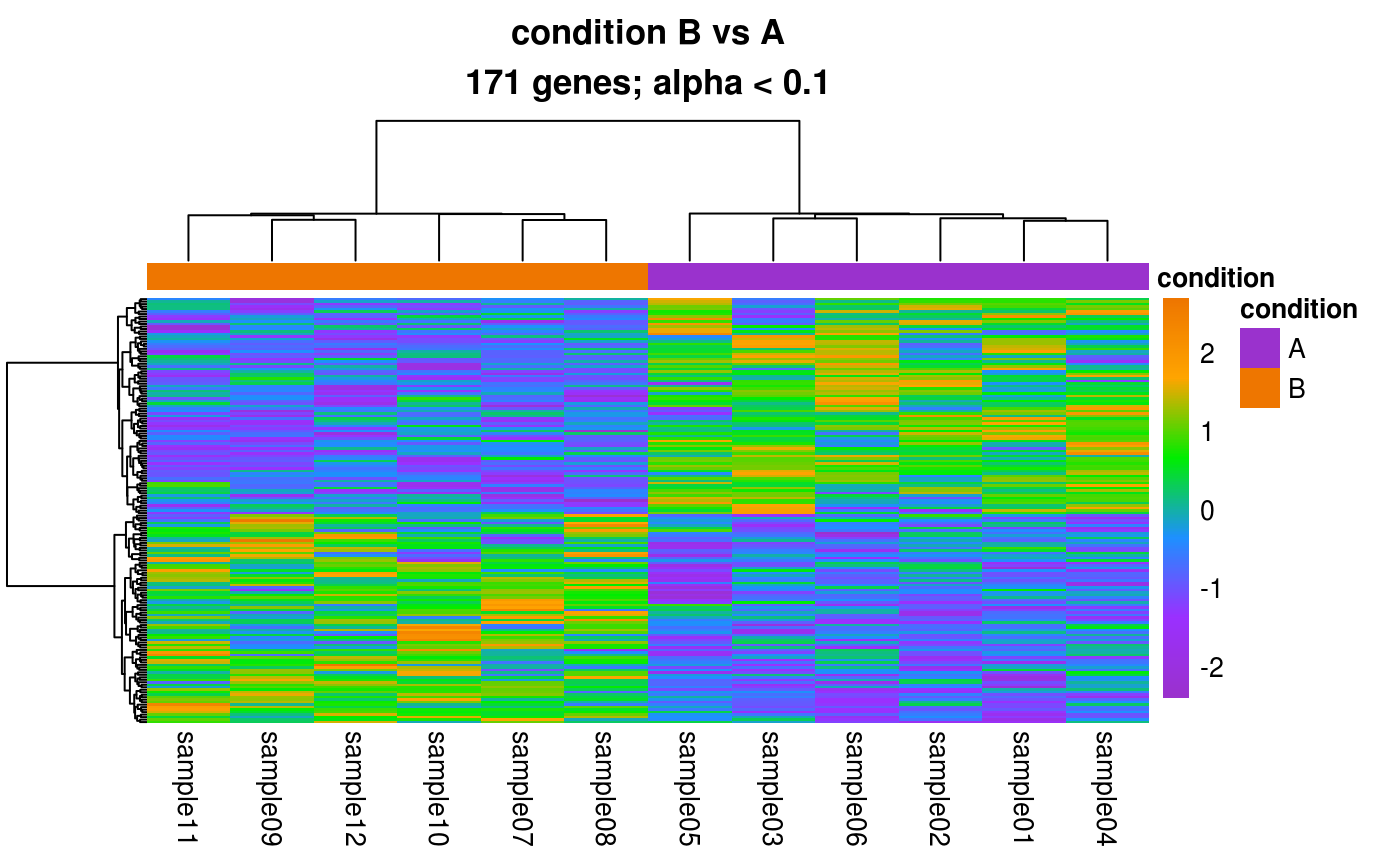 condition B vs A
171 genes; alpha < 0.1
condition
condition
A
B
2
1
0
-1
-2
sample11
sample09
sample12
sample10
sample07
sample08
sample05
sample03
sample06
sample02
sample01
sample04